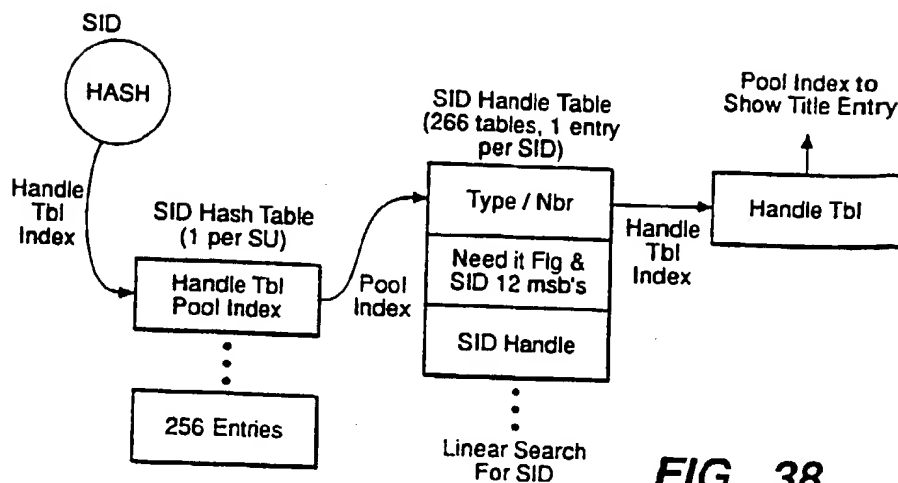 SID
HASH
Handle
Tbl
Index
SID Hash Table
(1 per SU)
Handle Tbl
Pool Index
256 Entries
Pool
Index
SID Handle Table
(266 tables, 1 entry
per SID)
Type / Nbr
Need it Flg &
SID 12 msb's
SID Handle
Linear Search
For SID
Handle
Tbl
Index
Pool Index to
Show Title Entry
Handle Tbl
FIG. 38